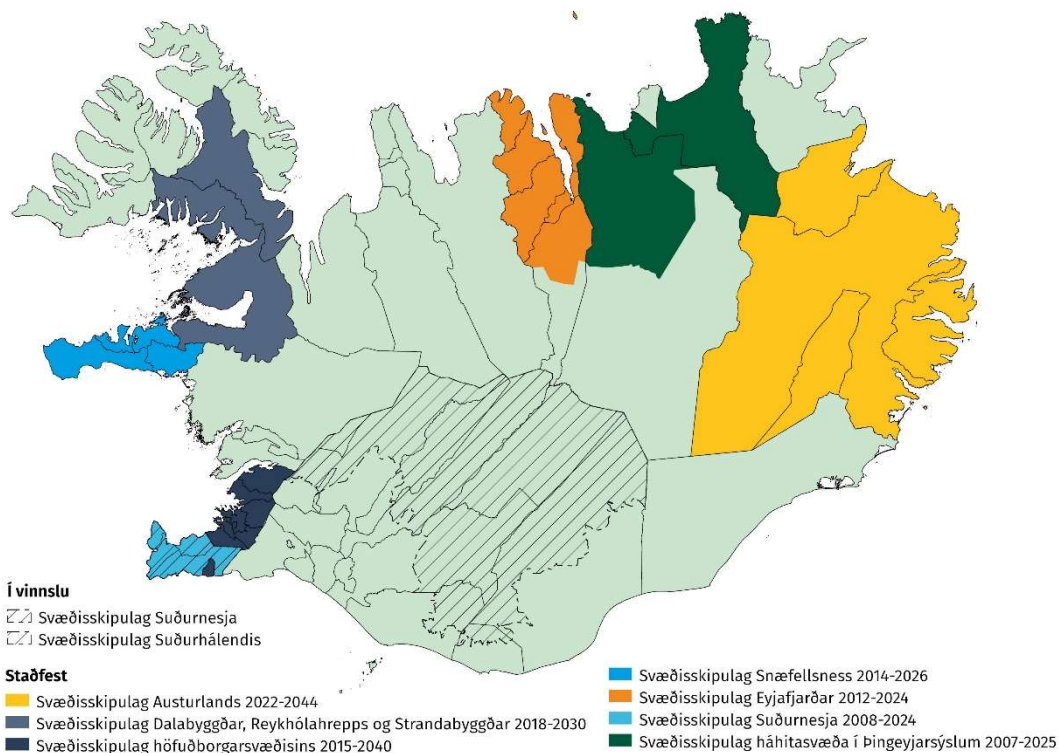 Í vinnslu
Svæðisskipulag Suðurnesja
Svæðisskipulag Suðurhálendis
Staðfest
Svæðisskipulag Austurlands 2022-2044
Svæðisskipulag Dalabyggðar, Reykhólahrepps og Strandabyggðar 2018-2030
Svæðisskipulag höfuðborgarsvæðisins 2015-2040
Svæðisskipulag Snæfellsness 2014-2026
Svæðisskipulag Eyjafjarðar 2012-2024
Svæðisskipulag Suðurnesja 2008-2024
Svæðisskipulag háhitasvæða í Þingeyjarsýslum 2007-2025